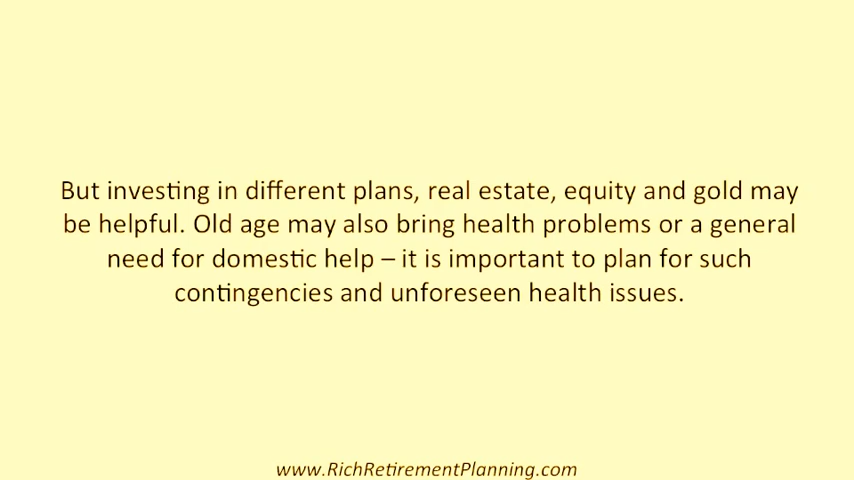 But investing in different plans, real estate, equity and gold may
be helpful. Old age may also bring health problems or a general
need for domestic help – it is important to plan for such
contingencies and unforeseen health issues.
www.RichRetirementPlanning.com